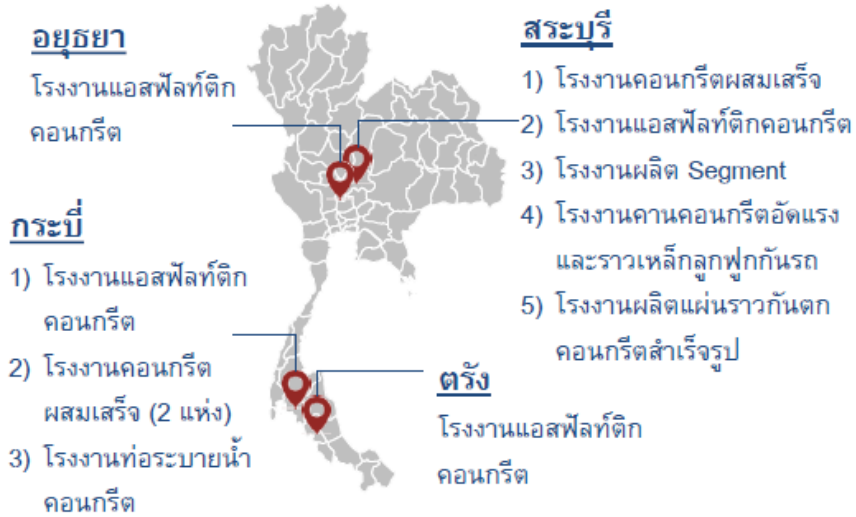 อยุธยา
โรงงานแอสฟัลท์ติก
คอนกรีต
สระบุรี
1) โรงงานคอนกรีตผสมเสร็จ
2) โรงงานแอสฟัลท์ติกคอนกรีต
3) โรงงานผลิต Segment
4) โรงงานคานคอนกรีตอัดแรง
และราวเหล็กลูกฟูกกันรถ
5) โรงงานผลิตแผ่นราวกันตก
คอนกรีตสำเร็จรูป
กระบี่
1) โรงงานแอสฟัลท์ติก
คอนกรีต
2) โรงงานคอนกรีต
ผสมเสร็จ (2 แห่ง)
3) โรงงานท่อระบายน้ำ
คอนกรีต
ตรัง
โรงงานแอสฟัลท์ติก
คอนกรีต